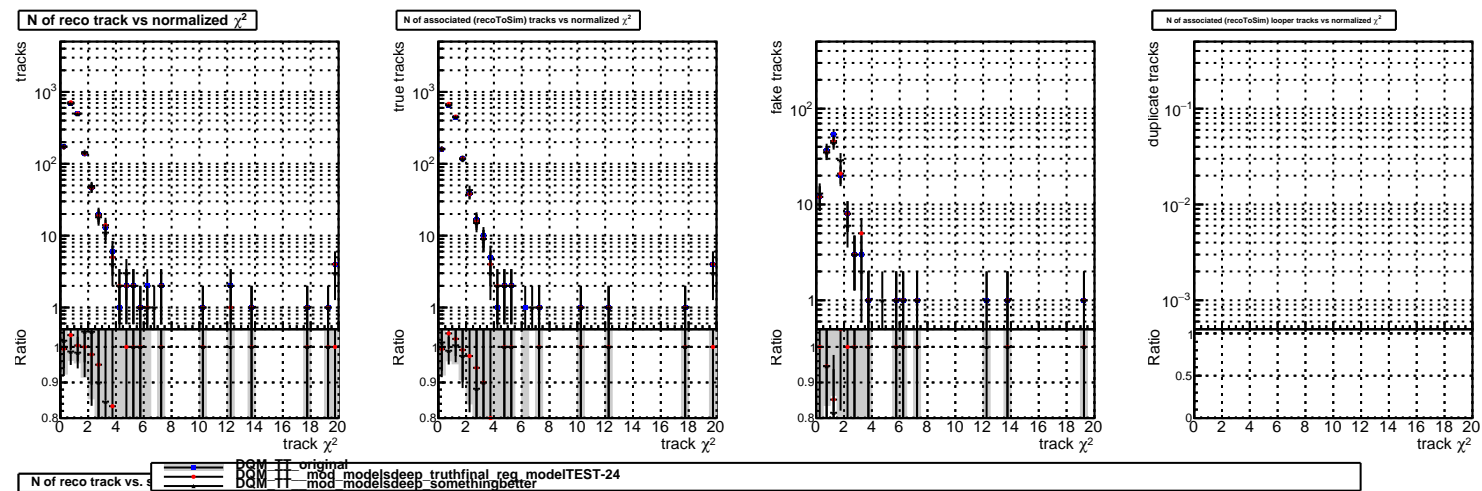 N of reco track vs normalized χ²
N of associated (recoToSim) tracks vs normalized χ²
N of associated (recoToSim) looper tracks vs normalized χ²
tracks
10³
10²
10
1
Ratio
1
0.9
0.8
0 2 4 6 8 10 12 14 16 18 20
track χ²
true tracks
10³
10²
10
1
Ratio
1
0.9
0.8
0 2 4 6 8 10 12 14 16 18 20
track χ²
fake tracks
10²
10
1
Ratio
1
0.9
0.8
0 2 4 6 8 10 12 14 16 18 20
track χ²
duplicate tracks
10⁻¹
10⁻²
10⁻³
Ratio
1
0.5
0
0 2 4 6 8 10 12 14 16 18 20
track χ²
N of reco track vs.
DQM_TT_original
DQM_TT__mod_modelsdeep_truthfinal_reg_modelTEST-24
DQM_TT__mod_modelsdeep_somethingbetter